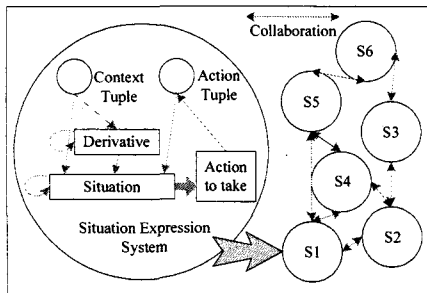 Collaboration
Context
Tuple
Action
Tuple
Derivative
Situation
Action
to take
Situation Expression
System
S6
S5
S3
S4
S2
S1